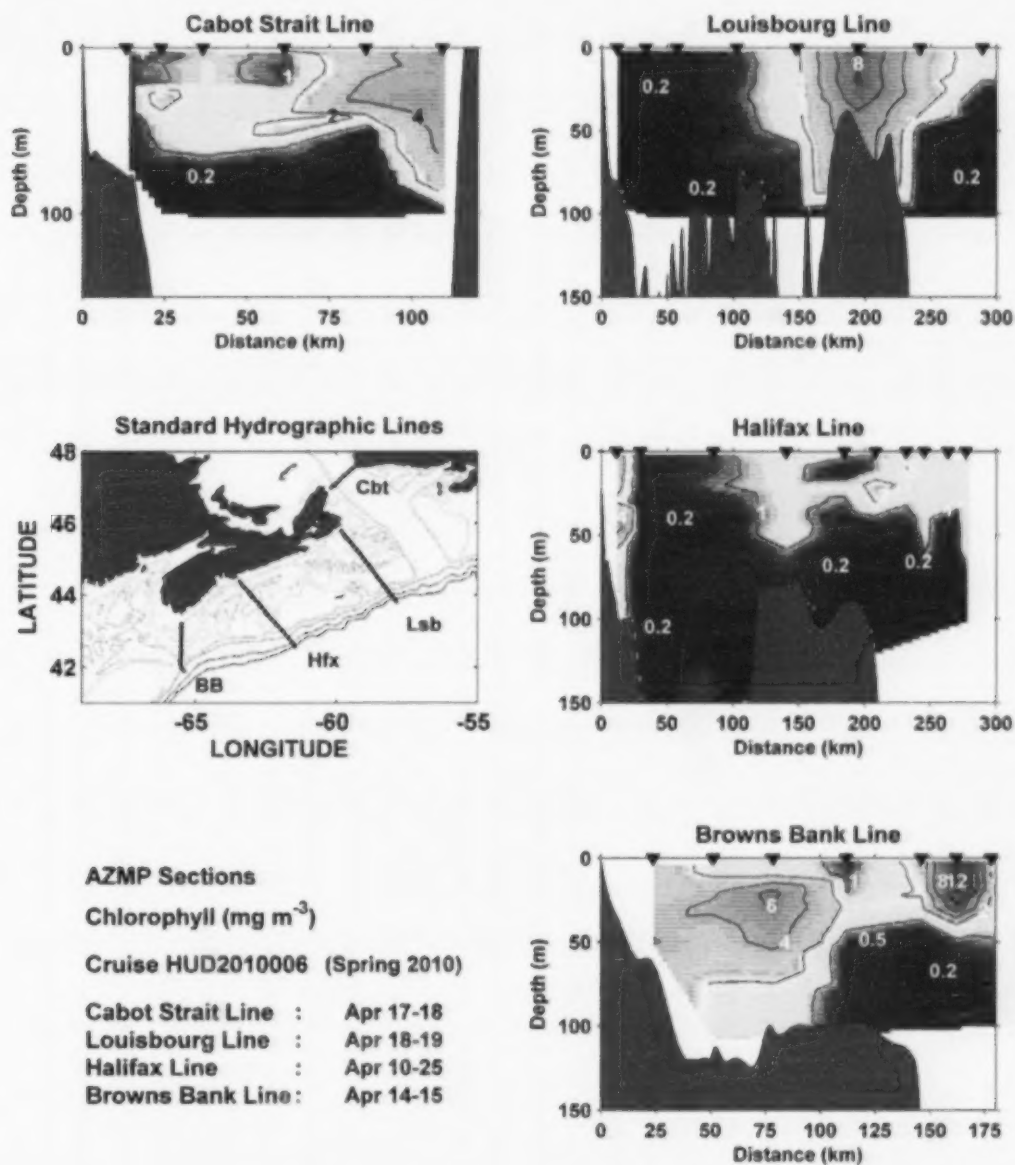 Cabot Strait Line
0
100
Depth (m)
1
2
4
0.2
0 25 50 75 100
Distance (km)
Louisbourg Line
0
50
100
150
Depth (m)
8
0.2
0.2
0.2
0 50 100 150 200 250 300
Distance (km)
Standard Hydrographic Lines
48
46
44
42
LATITUDE
Cbt
Lsb
Hfx
BB
-65 -60 -55
LONGITUDE
Halifax Line
0
50
100
150
Depth (m)
0.2
1
0.2
0.2
0.2
0 50 100 150 200 250 300
Distance (km)
AZMP Sections
Chlorophyll (mg m-3)
Cruise HUD2010006 (Spring 2010)
Cabot Strait Line : Apr 17-18
Louisbourg Line : Apr 18-19
Halifax Line : Apr 10-25
Browns Bank Line : Apr 14-15
Browns Bank Line
0
50
100
150
Depth (m)
6
4
1
812
0.5
0.2
0 25 50 75 100 125 150 175
Distance (km)